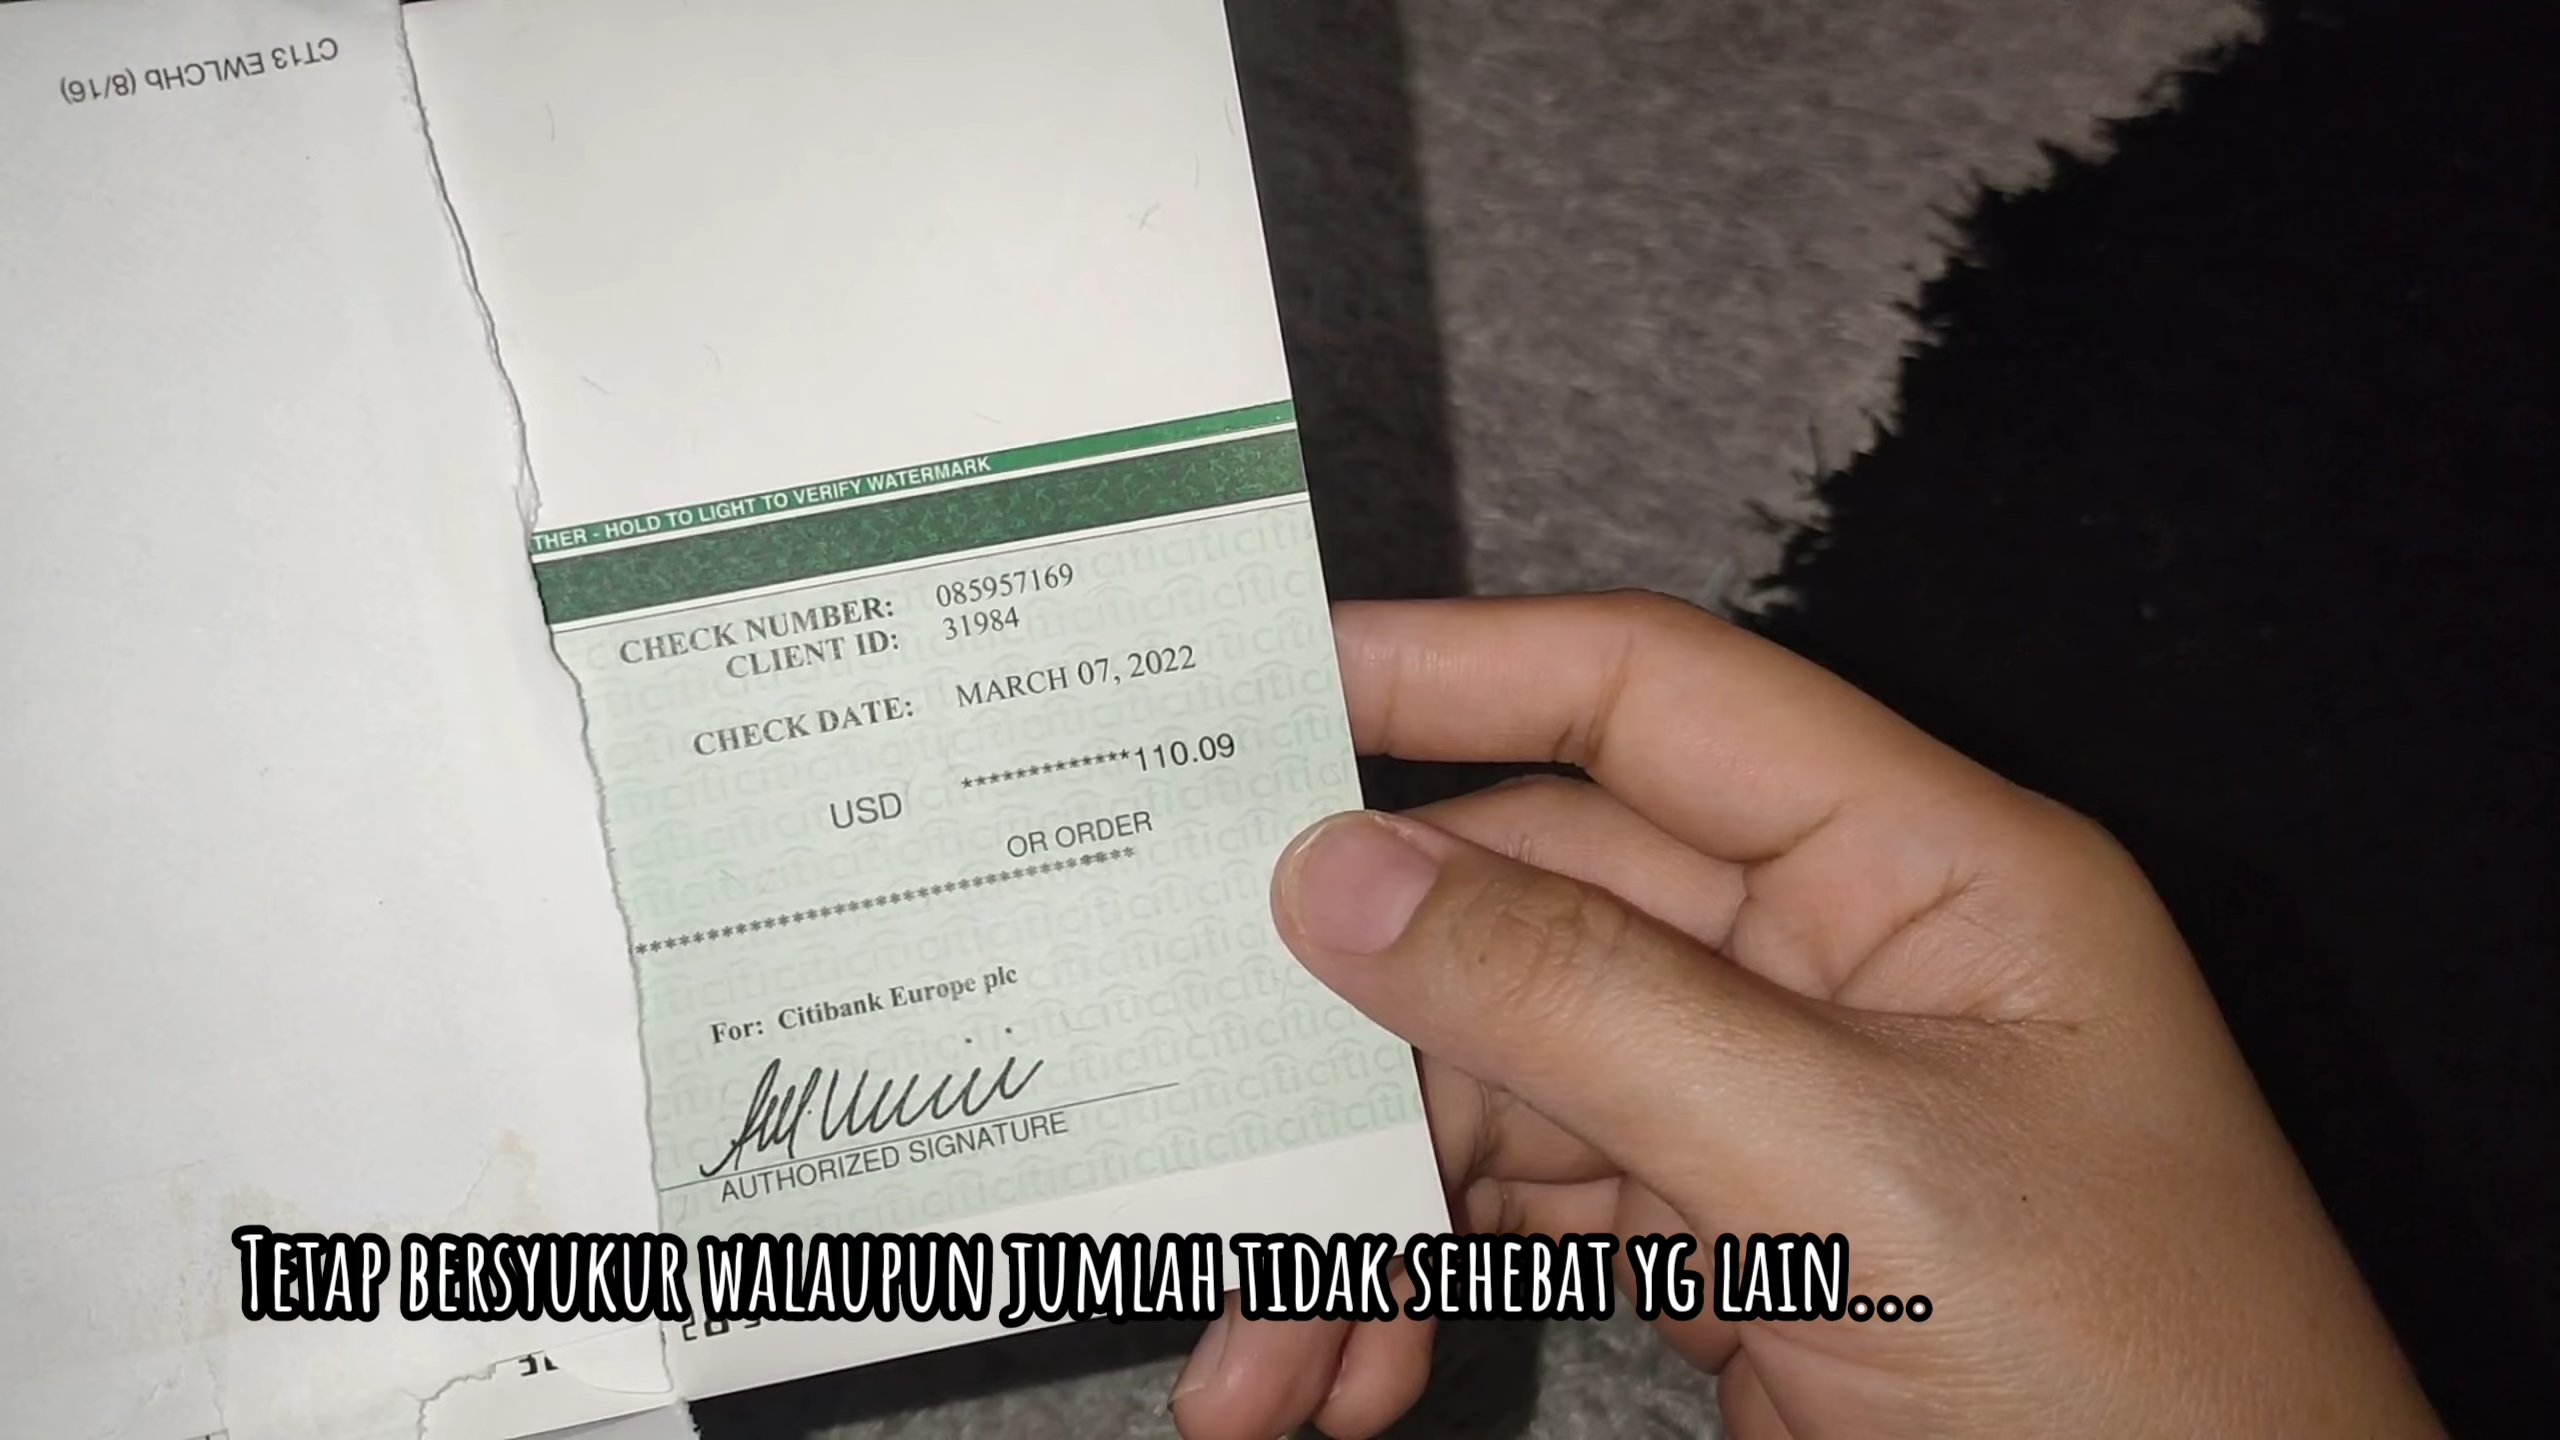 CT13 EWLCHb (8/16)
THER - HOLD TO LIGHT TO VERIFY WATERMARK
CHECK NUMBER: 085957169
CLIENT ID: 31984
CHECK DATE: MARCH 07, 2022
USD *************110.09
OR ORDER
For: Citibank Europe plc
AUTHORIZED SIGNATURE
Tetap bersyukur walaupun jumlah tidak sehebat yg lain...